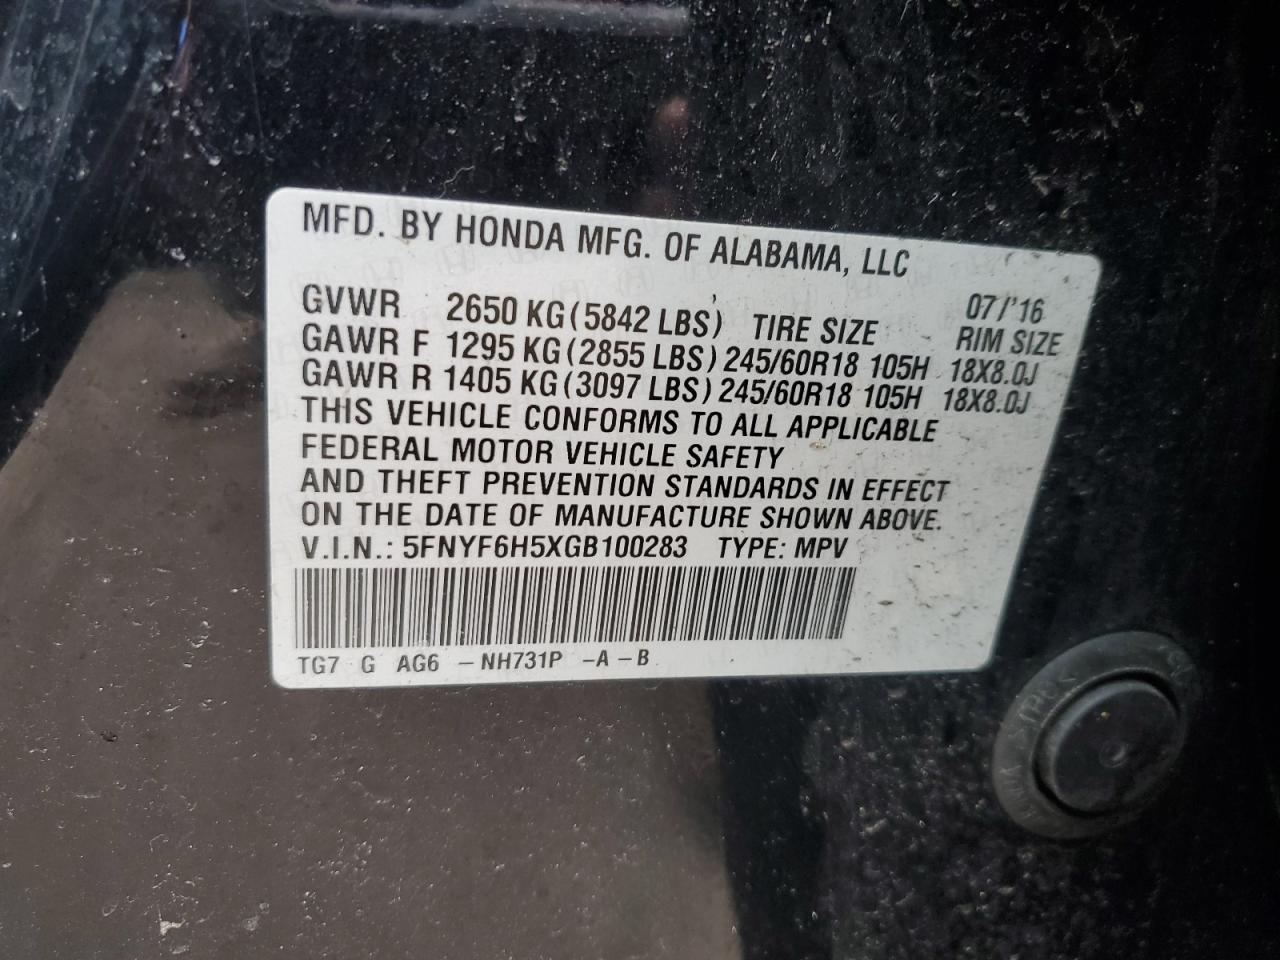 MFD. BY HONDA MFG. OF ALABAMA, LLC
07/'16
GVWR 2650 KG (5842 LBS) TIRE SIZE RIM SIZE
GAWR F 1295 KG (2855 LBS) 245/60R18 105H 18X8.0J
GAWR R 1405 KG (3097 LBS) 245/60R18 105H 18X8.0J
THIS VEHICLE CONFORMS TO ALL APPLICABLE
FEDERAL MOTOR VEHICLE SAFETY
AND THEFT PREVENTION STANDARDS IN EFFECT
ON THE DATE OF MANUFACTURE SHOWN ABOVE.
V.I.N.: 5FNYF6H5XGB100283 TYPE: MPV
TG7 G AG6 -NH731P -A -B